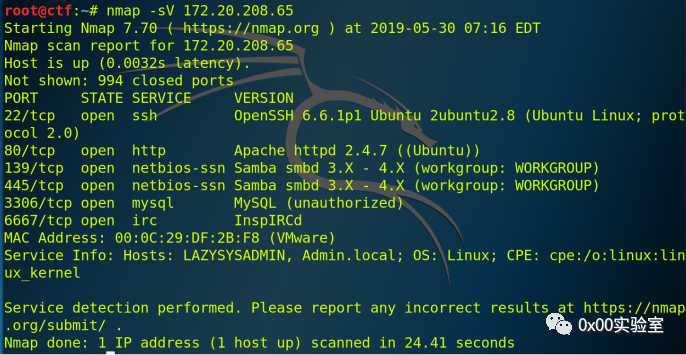 root@ctf:~# nmap -sV 172.20.208.65
Starting Nmap 7.70 ( https://nmap.org ) at 2019-05-30 07:16 EDT
Nmap scan report for 172.20.208.65
Host is up (0.0032s latency).
Not shown: 994 closed ports
PORT     STATE SERVICE     VERSION
22/tcp   open  ssh         OpenSSH 6.6.1p1 Ubuntu 2ubuntu2.8 (Ubuntu Linux; prot
ocol 2.0)
80/tcp   open  http        Apache httpd 2.4.7 ((Ubuntu))
139/tcp  open  netbios-ssn Samba smbd 3.X - 4.X (workgroup: WORKGROUP)
445/tcp  open  netbios-ssn Samba smbd 3.X - 4.X (workgroup: WORKGROUP)
3306/tcp open  mysql       MySQL (unauthorized)
6667/tcp open  irc         InspIRCd
MAC Address: 00:0C:29:DF:2B:F8 (VMware)
Service Info: Hosts: LAZYSYSADMIN, Admin.local; OS: Linux; CPE: cpe:/o:linux:lin
ux_kernel

Service detection performed. Please report any incorrect results at https://nmap
.org/submit/ .
Nmap done: 1 IP address (1 host up) scanned in 24.41 seconds
0x00实验室